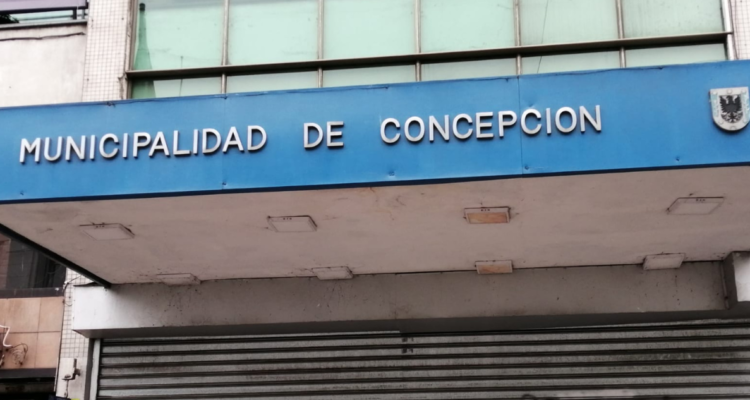 MUNICIPALIDAD DE CONCEPCION